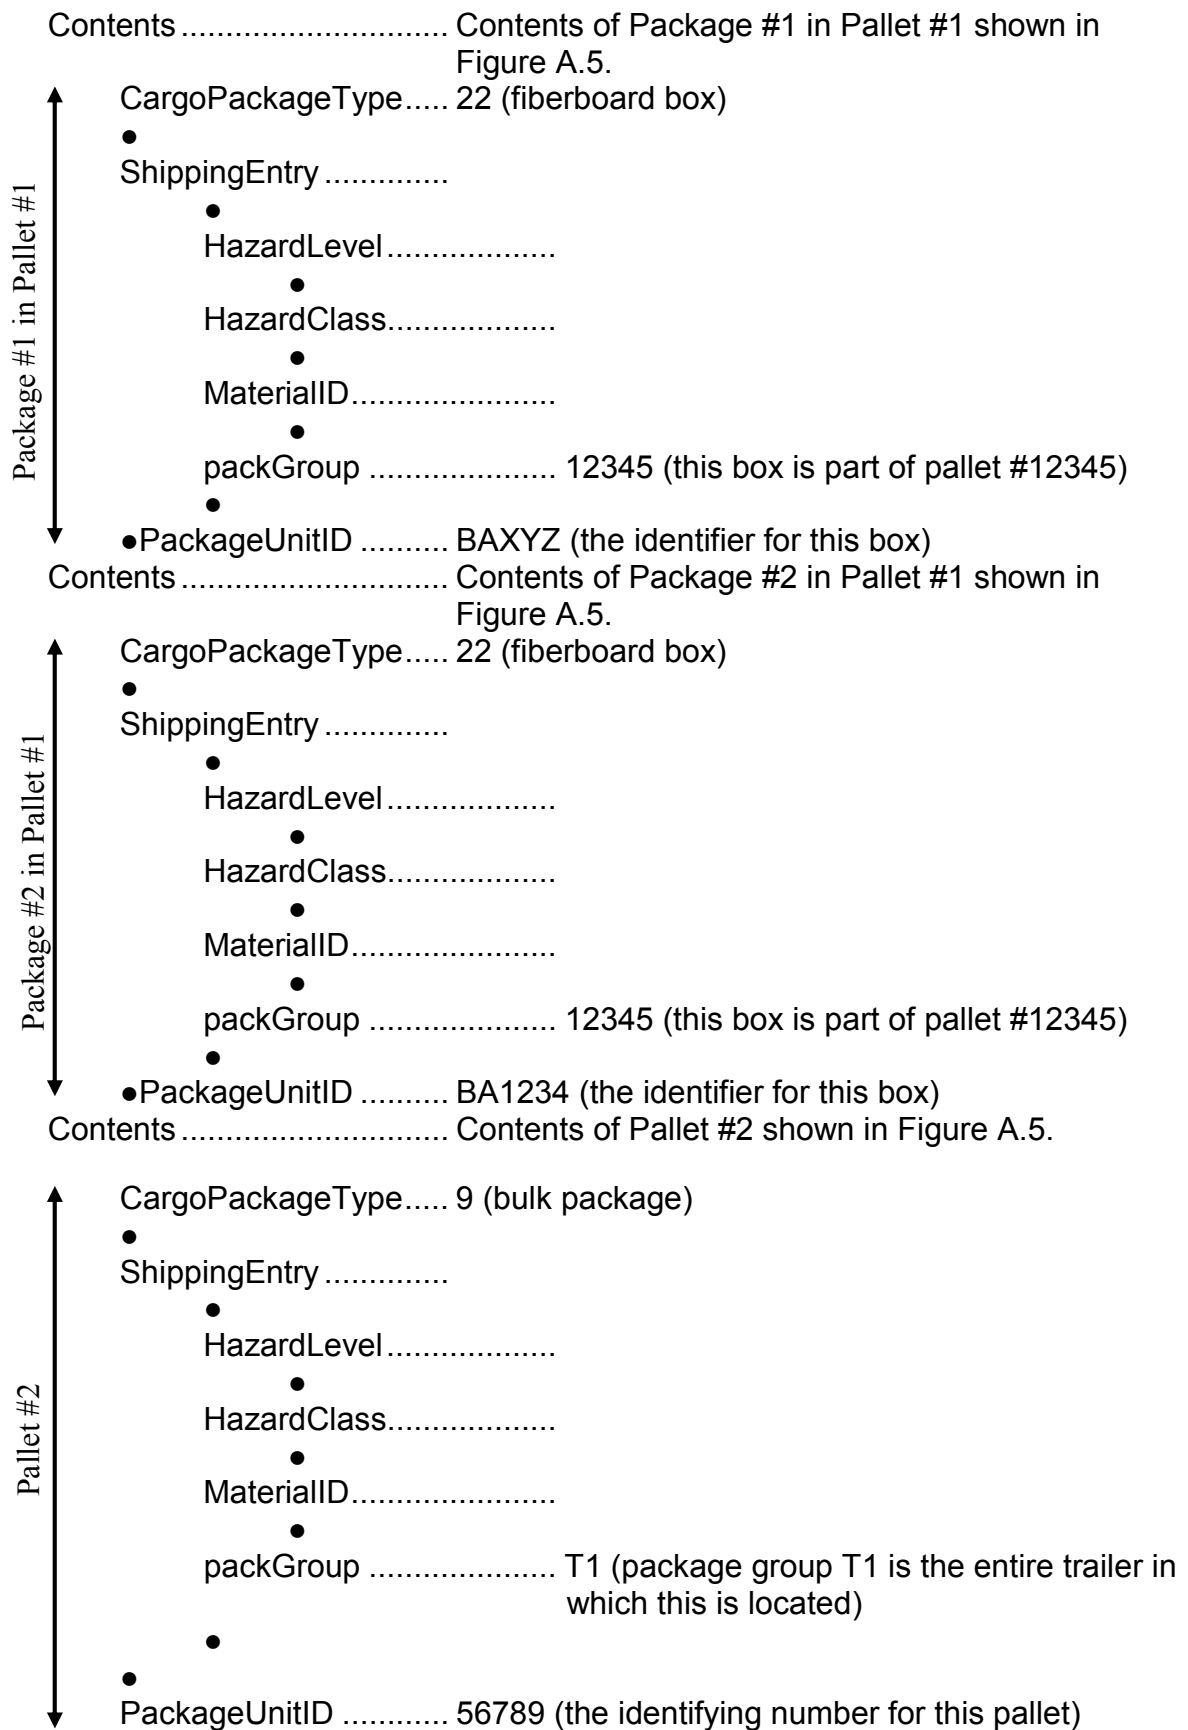 Contents .............................. Contents of Package #1 in Pallet #1 shown in
Figure A.5.
CargoPackageType..... 22 (fiberboard box)
●
ShippingEntry ..............
●
HazardLevel...................
●
HazardClass...................
●
MaterialID.......................
●
packGroup ..................... 12345 (this box is part of pallet #12345)
●
●PackageUnitID .......... BAXYZ (the identifier for this box)
Package #1 in Pallet #1
Contents .............................. Contents of Package #2 in Pallet #1 shown in
Figure A.5.
CargoPackageType..... 22 (fiberboard box)
●
ShippingEntry ..............
●
HazardLevel...................
●
HazardClass...................
●
MaterialID.......................
●
packGroup ..................... 12345 (this box is part of pallet #12345)
●
●PackageUnitID .......... BA1234 (the identifier for this box)
Package #2 in Pallet #1
Contents .............................. Contents of Pallet #2 shown in Figure A.5.
CargoPackageType..... 9 (bulk package)
●
ShippingEntry ..............
●
HazardLevel...................
●
HazardClass...................
●
MaterialID.......................
●
packGroup ..................... T1 (package group T1 is the entire trailer in
which this is located)
●
●
PackageUnitID ............ 56789 (the identifying number for this pallet)
Pallet #2